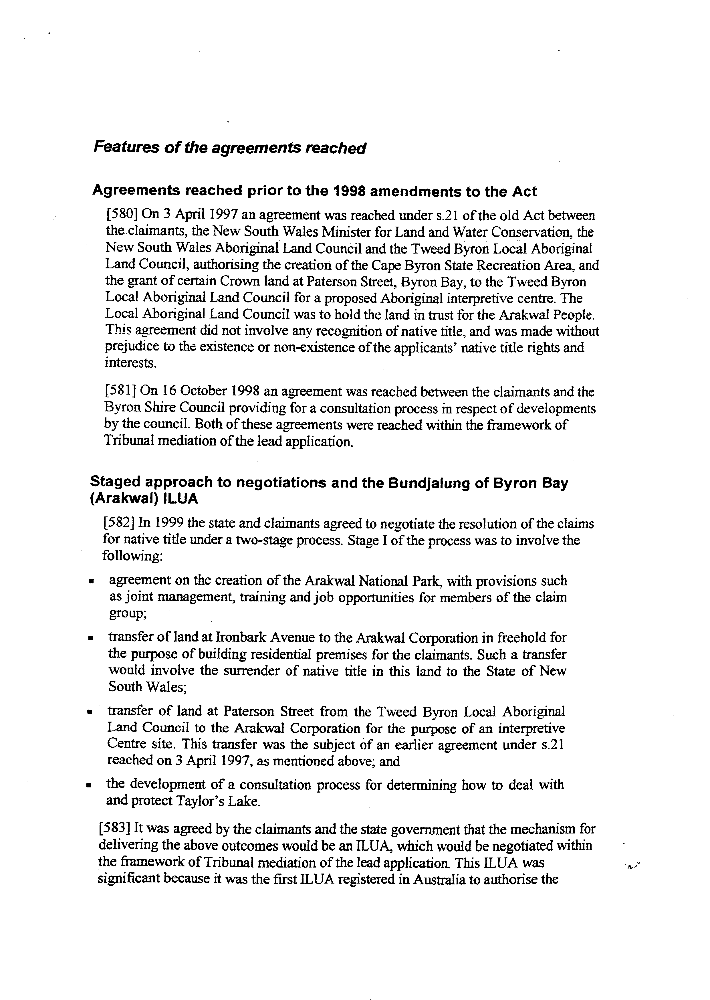 Features of the agreements reached
Agreements reached prior to the 1998 amendments to the Act
[580] On 3 April 1997 an agreement was reached under s.21 of the old Act between
the claimants, the New South Wales Minister for Land and Water Conservation, the
New South Wales Aboriginal Land Council and the Tweed Byron Local Aboriginal
Land Council, authorising the creation of the Cape Byron State Recreation Area, and
the grant of certain Crown land at Paterson Street, Byron Bay, to the Tweed Byron
Local Aboriginal Land Council for a proposed Aboriginal interpretive centre. The
Local Aboriginal Land Council was to hold the land in trust for the Arakwal People.
This agreement did not involve any recognition of native title, and was made without
prejudice to the existence or non-existence of the applicants' native title rights and
interests.
[581] On 16 October 1998 an agreement was reached between the claimants and the
Byron Shire Council providing for a consultation process in respect of developments
by the council. Both of these agreements were reached within the framework of
Tribunal mediation of the lead application.
Staged approach to negotiations and the Bundjalung of Byron Bay
(Arakwal) ILUA
[582] In 1999 the state and claimants agreed to negotiate the resolution of the claims
for native title under a two-stage process. Stage I of the process was to involve the
following:
▪ agreement on the creation of the Arakwal National Park, with provisions such
as joint management, training and job opportunities for members of the claim
group;
▪ transfer of land at Ironbark Avenue to the Arakwal Corporation in freehold for
the purpose of building residential premises for the claimants. Such a transfer
would involve the surrender of native title in this land to the State of New
South Wales;
▪ transfer of land at Paterson Street from the Tweed Byron Local Aboriginal
Land Council to the Arakwal Corporation for the purpose of an interpretive
Centre site. This transfer was the subject of an earlier agreement under s.21
reached on 3 April 1997, as mentioned above; and
▪ the development of a consultation process for determining how to deal with
and protect Taylor's Lake.
[583] It was agreed by the claimants and the state government that the mechanism for
delivering the above outcomes would be an ILUA, which would be negotiated within
the framework of Tribunal mediation of the lead application. This ILUA was
significant because it was the first ILUA registered in Australia to authorise the